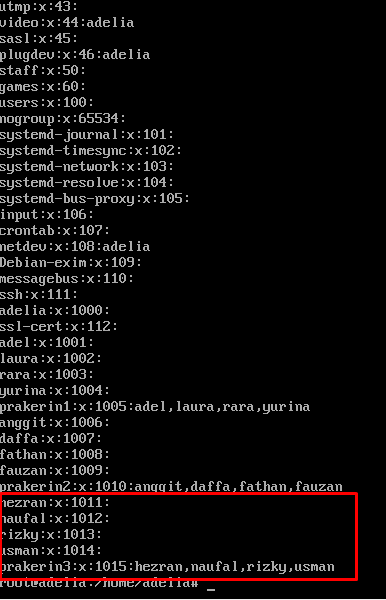 utmp:x:43:
video:x:44:adelia
sasl:x:45:
plugdev:x:46:adelia
staff:x:50:
games:x:60:
users:x:100:
nogroup:x:65534:
systemd-journal:x:101:
systemd-timesync:x:102:
systemd-network:x:103:
systemd-resolve:x:104:
systemd-bus-proxy:x:105:
input:x:106:
crontab:x:107:
netdev:x:108:adelia
Debian-exim:x:109:
messagebus:x:110:
ssh:x:111:
adelia:x:1000:
ssl-cert:x:112:
adel:x:1001:
laura:x:1002:
rara:x:1003:
yurina:x:1004:
prakerin1:x:1005:adel,laura,rara,yurina
anggit:x:1006:
daffa:x:1007:
fathan:x:1008:
fauzan:x:1009:
prakerin2:x:1010:anggit,daffa,fathan,fauzan
hezran:x:1011:
naufal:x:1012:
rizky:x:1013:
usman:x:1014:
prakerin3:x:1015:hezran,naufal,rizky,usman
root@adelia:/home/adelia# _